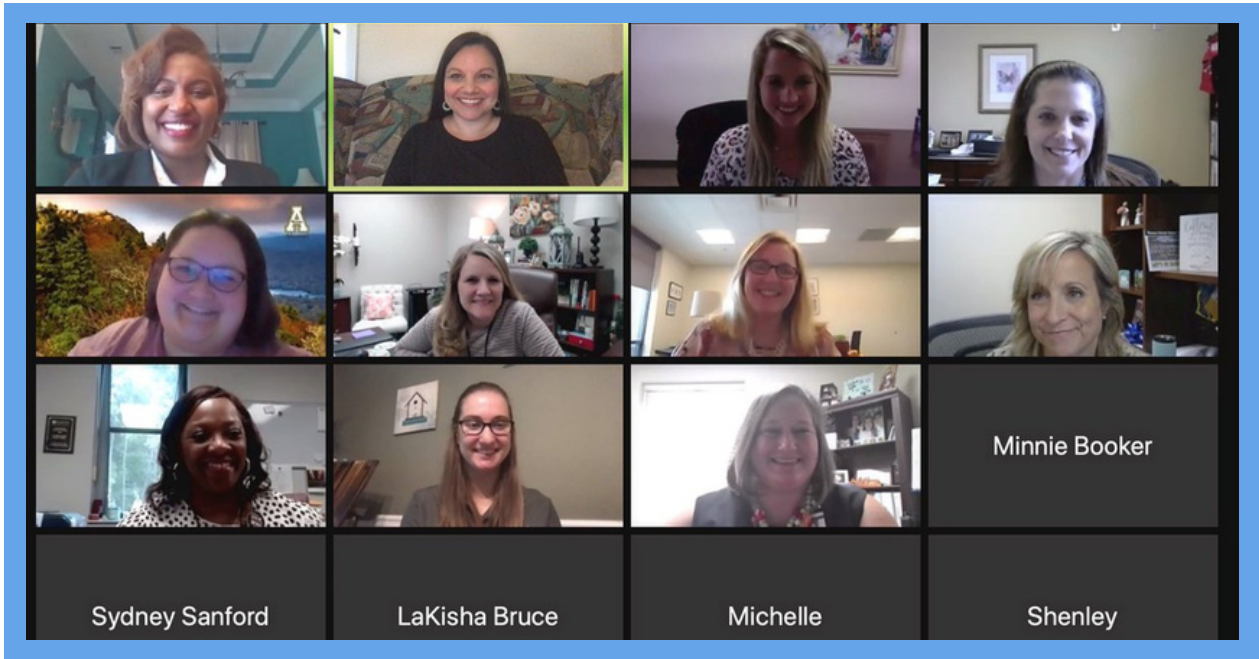 Minnie Booker
Sydney Sanford
LaKisha Bruce
Michelle
Shenley